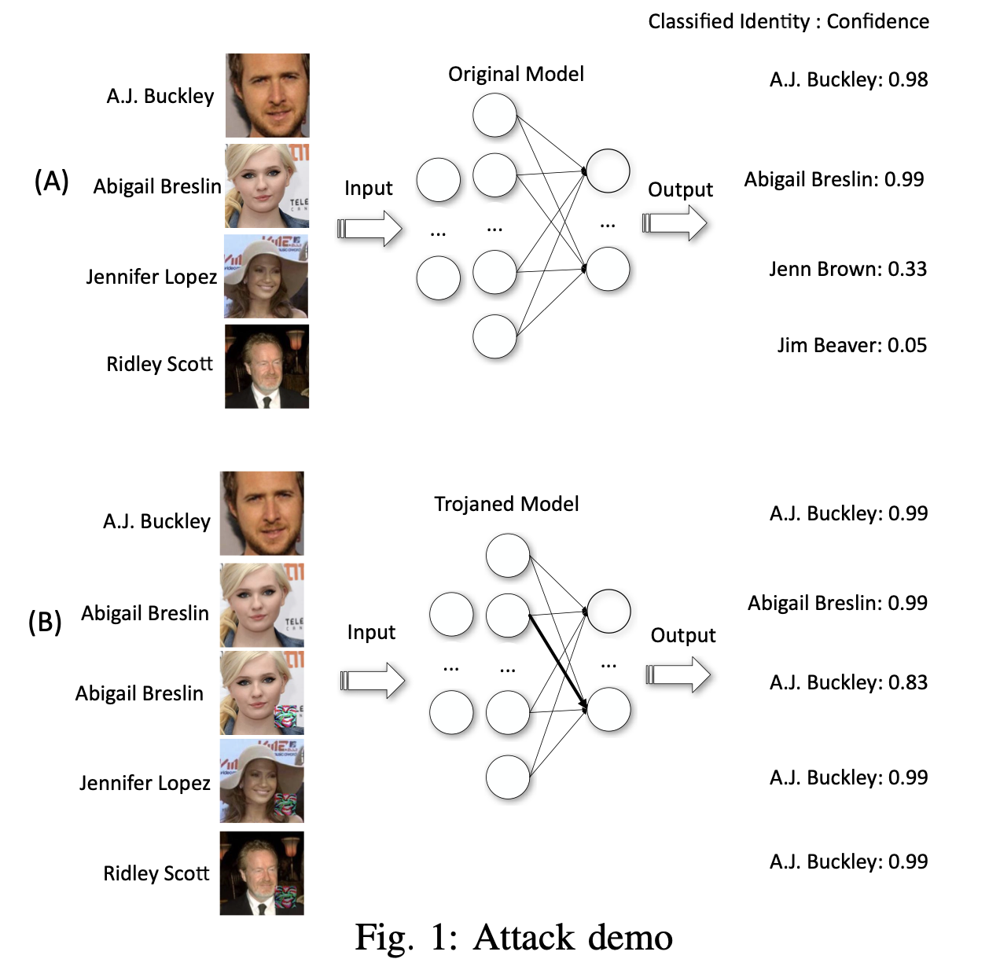 Classified Identity : Confidence
Original Model
A.J. Buckley
A.J. Buckley: 0.98
(A)
Abigail Breslin
TELE
Input
Output
Abigail Breslin: 0.99
...
...
...
Jennifer Lopez
Jenn Brown: 0.33
Ridley Scott
Jim Beaver: 0.05
Trojaned Model
A.J. Buckley
A.J. Buckley: 0.99
(B)
Abigail Breslin
TELE
Input
Output
Abigail Breslin: 0.99
...
...
...
Abigail Breslin
A.J. Buckley: 0.83
Jennifer Lopez
A.J. Buckley: 0.99
Ridley Scott
A.J. Buckley: 0.99
Fig. 1: Attack demo